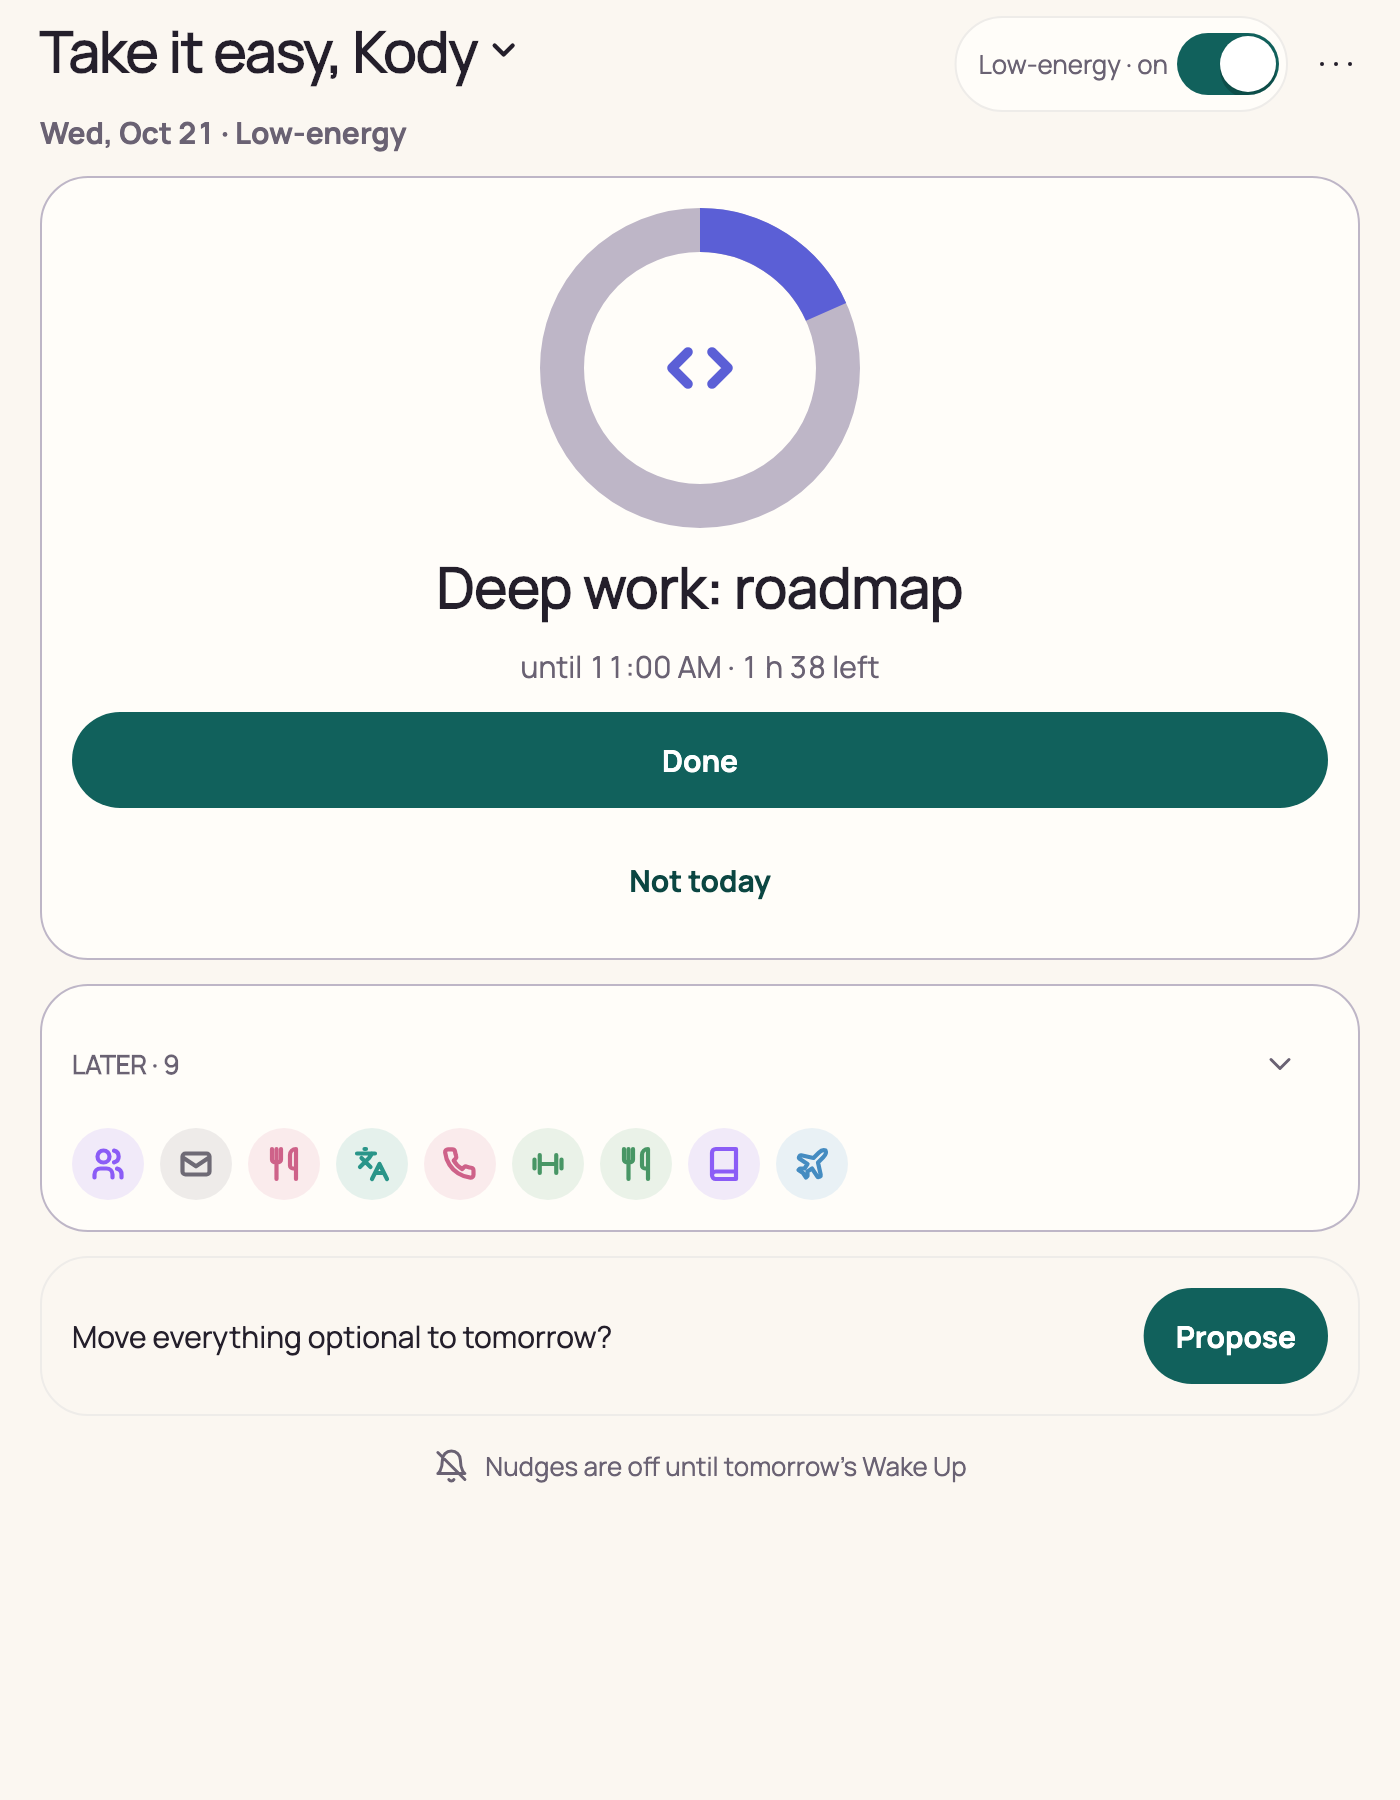 Take it easy, Kody
Low-energy · on
Wed, Oct 21 · Low-energy
Deep work: roadmap
until 11:00 AM · 1 h 38 left
Done
Not today
LATER · 9
Move everything optional to tomorrow?
Propose
Nudges are off until tomorrow’s Wake Up